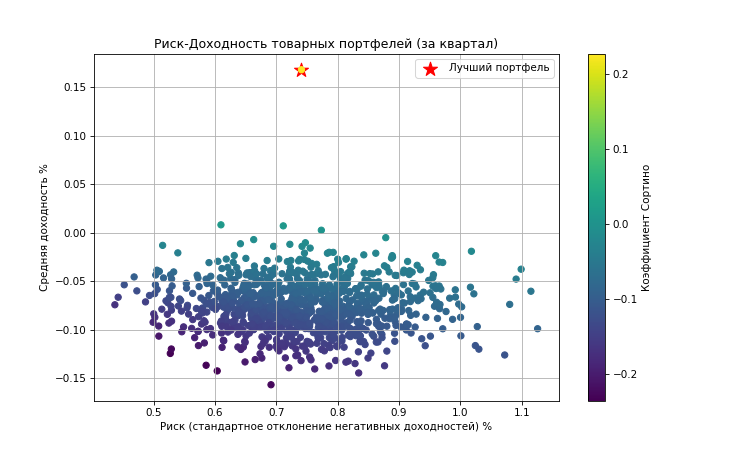 Риск-Доходность товарных портфелей (за квартал)
Лучший портфель
0.15
0.10
0.05
0.00
−0.05
−0.10
−0.15
Средняя доходность %
0.5 0.6 0.7 0.8 0.9 1.0 1.1
Риск (стандартное отклонение негативных доходностей) %
0.2
0.1
0.0
−0.1
−0.2
Коэффициент Сортино